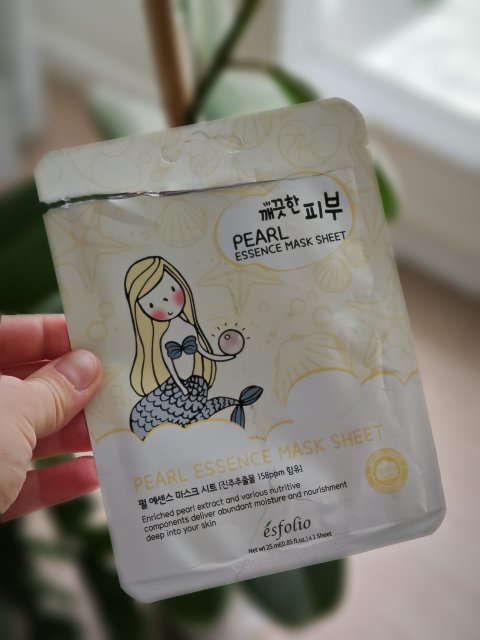 깨끗한 피부
PEARL
ESSENCE MASK SHEET
PEARL ESSENCE MASK SHEET
펄 에센스 마스크 시트 [진주추출물 158ppm 함유]
Enriched pearl extract and various nutritive
components deliver abundant moisture and nourishment
deep into your skin
ésfolio
Net wt 25 ml(0.85 fl.oz.) x 1 Sheet